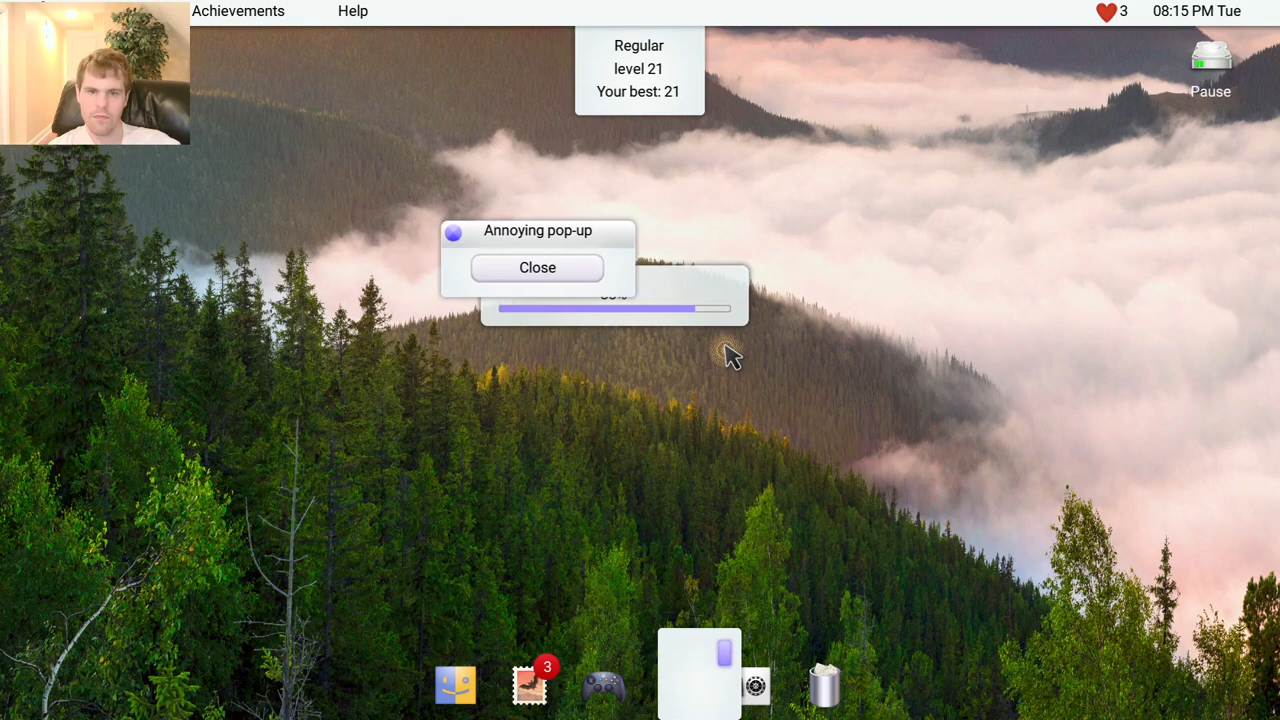 Achievements
Help
3
08:15 PM Tue
Regular
level 21
Your best: 21
Pause
Annoying pop-up
Close
3